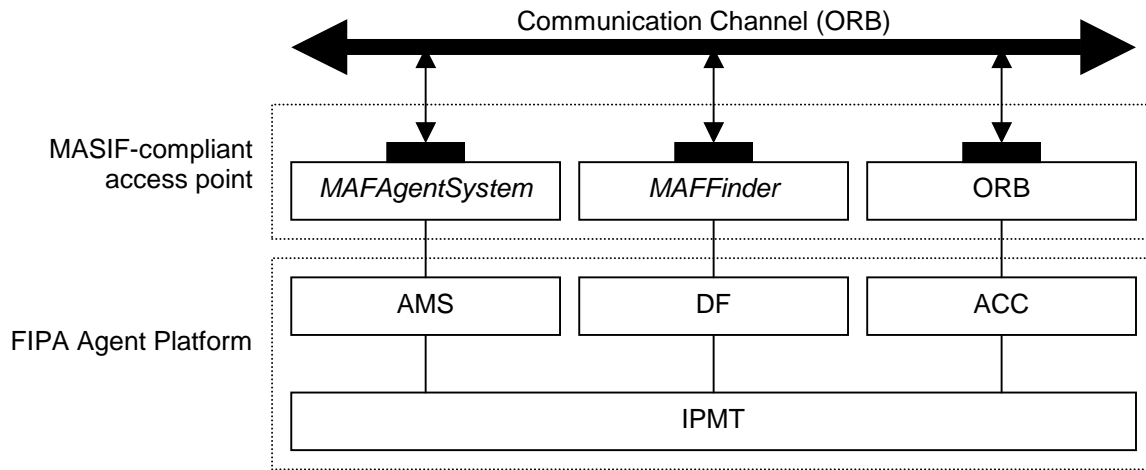 Communication Channel (ORB)
MASIF-compliant
access point
MAFAgentSystem
MAFFinder
ORB
FIPA Agent Platform
AMS
DF
ACC
IPMT